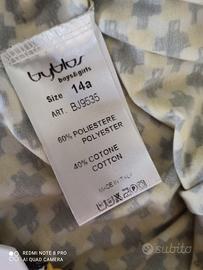 byblos
boys&girls
Size 14a
ART. BJ9535
60% POLIESTERE
POLYESTER
40% COTONE
COTTON
MADE IN ITALY
REDMI NOTE 8 PRO
AI QUAD CAMERA
subito